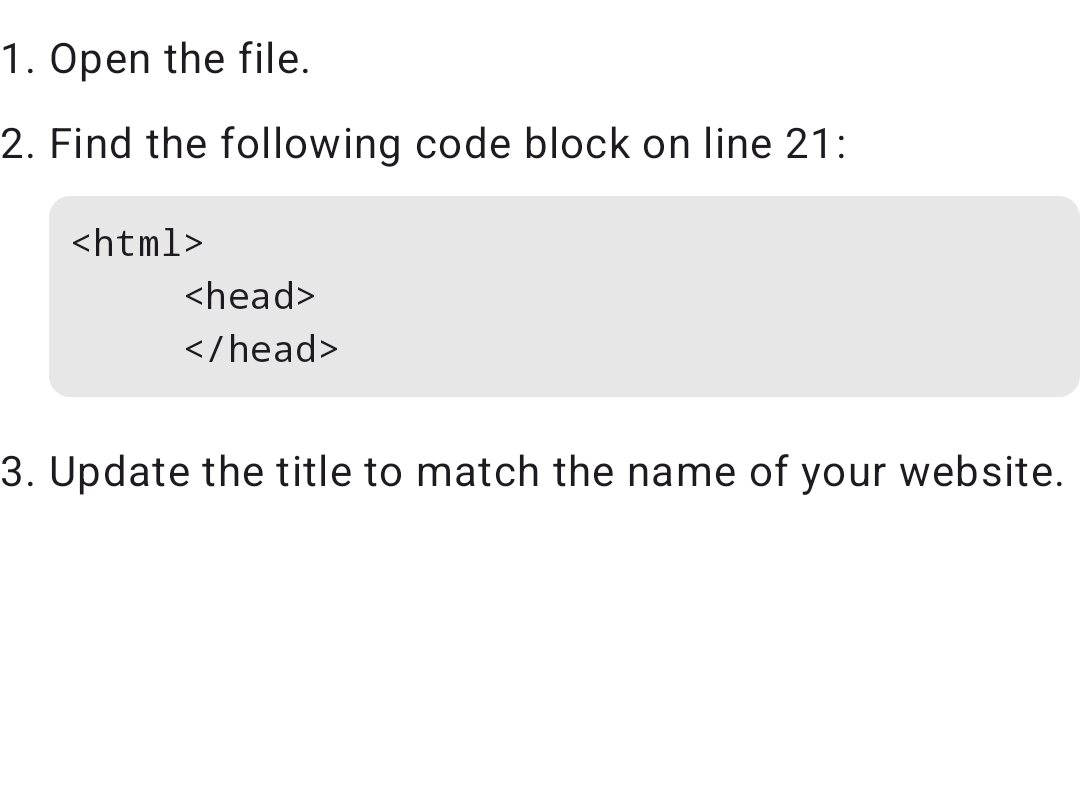 1. Open the file.
2. Find the following code block on line 21:
<html>
<head>
</head>
3. Update the title to match the name of your website.